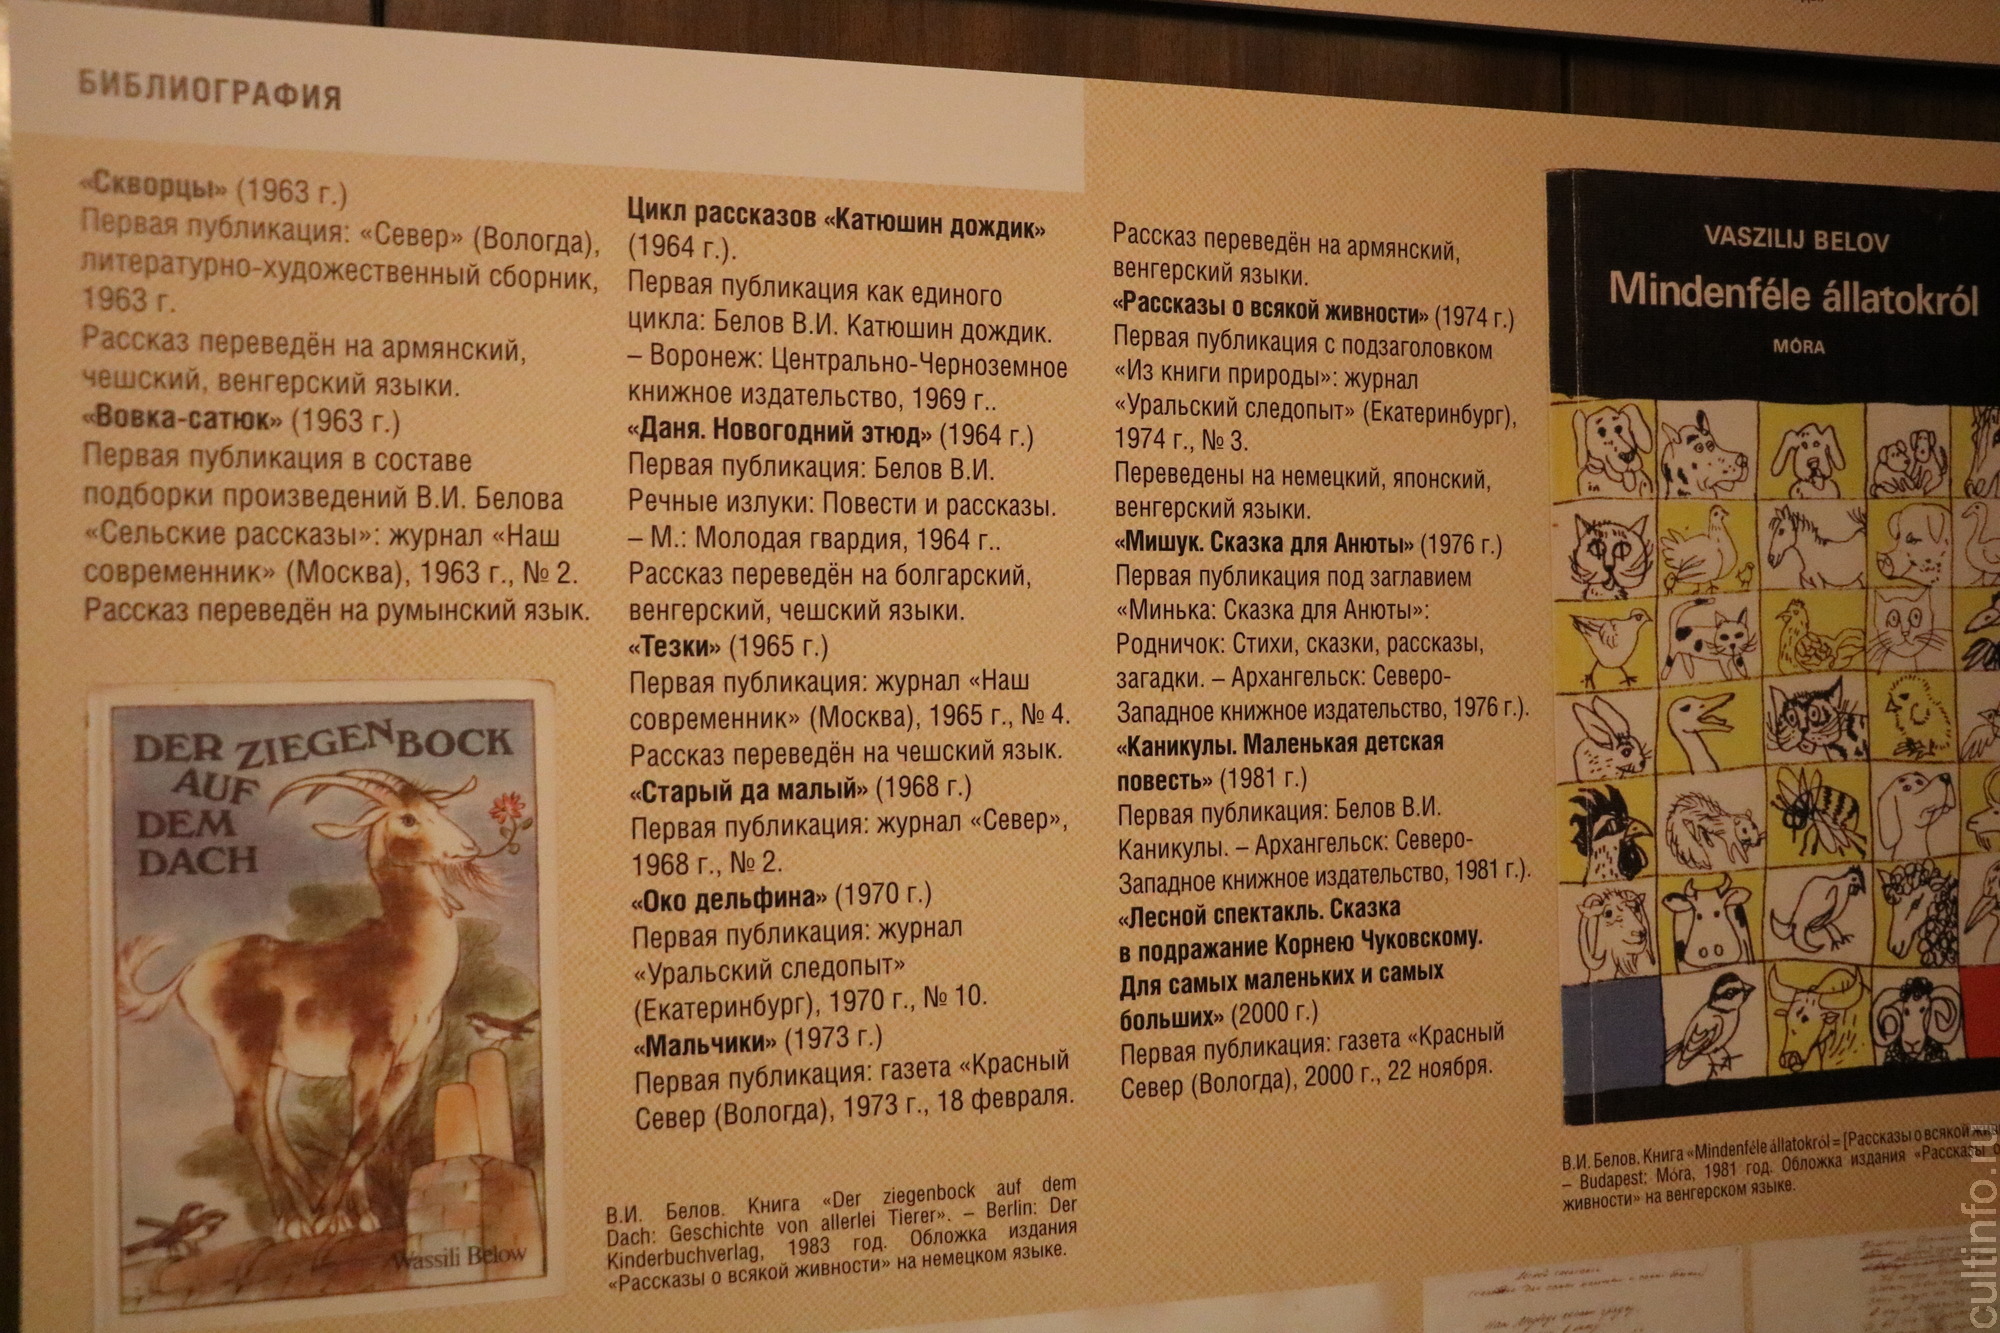 БИБЛИОГРАФИЯ
«Скворцы» (1963 г.)
Первая публикация: «Север» (Вологда),
литературно-художественный сборник,
1963 г.
Рассказ переведён на армянский,
чешский, венгерский языки.
«Вовка-сатюк» (1963 г.)
Первая публикация в составе
подборки произведений В.И. Белова
«Сельские рассказы»: журнал «Наш
современник» (Москва), 1963 г., № 2.
Рассказ переведён на румынский язык.
DER ZIEGENBOCK
AUF
DEM
DACH
Wassili Below
Цикл рассказов «Катюшин дождик»
(1964 г.).
Первая публикация как единого
цикла: Белов В.И. Катюшин дождик.
– Воронеж: Центрально-Черноземное
книжное издательство, 1969 г..
«Даня. Новогодний этюд» (1964 г.)
Первая публикация: Белов В.И.
Речные излуки: Повести и рассказы.
– М.: Молодая гвардия, 1964 г..
Рассказ переведён на болгарский,
венгерский, чешский языки.
«Тезки» (1965 г.)
Первая публикация: журнал «Наш
современник» (Москва), 1965 г., № 4.
Рассказ переведён на чешский язык.
«Старый да малый» (1968 г.)
Первая публикация: журнал «Север»,
1968 г., № 2.
«Око дельфина» (1970 г.)
Первая публикация: журнал
«Уральский следопыт»
(Екатеринбург), 1970 г., № 10.
«Мальчики» (1973 г.)
Первая публикация: газета «Красный
Север (Вологда), 1973 г., 18 февраля.
В.И. Белов. Книга «Der ziegenbock auf dem
Dach: Geschichte von allerlei Tierer». – Berlin: Der
Kinderbuchverlag, 1983 год. Обложка издания
«Рассказы о всякой живности» на немецком языке.
Рассказ переведён на армянский,
венгерский языки.
«Рассказы о всякой живности» (1974 г.)
Первая публикация с подзаголовком
«Из книги природы»: журнал
«Уральский следопыт» (Екатеринбург),
1974 г., № 3.
Переведены на немецкий, японский,
венгерский языки.
«Мишук. Сказка для Анюты» (1976 г.)
Первая публикация под заглавием
«Минька: Сказка для Анюты»:
Родничок: Стихи, сказки, рассказы,
загадки. – Архангельск: Северо-
Западное книжное издательство, 1976 г.).
«Каникулы. Маленькая детская
повесть» (1981 г.)
Первая публикация: Белов В.И.
Каникулы. – Архангельск: Северо-
Западное книжное издательство, 1981 г.).
«Лесной спектакль. Сказка
в подражание Корнею Чуковскому.
Для самых маленьких и самых
больших» (2000 г.)
Первая публикация: газета «Красный
Север (Вологда), 2000 г., 22 ноября.
VASZILIJ BELOV
Mindenféle állatokról
MÓRA
В.И. Белов. Книга «Mindenféle állatokról = [Рассказы о всякой
– Budapest: Móra, 1981 год. Обложка издания «Рассказы о
живности» на венгерском языке.
cultinfo.ru